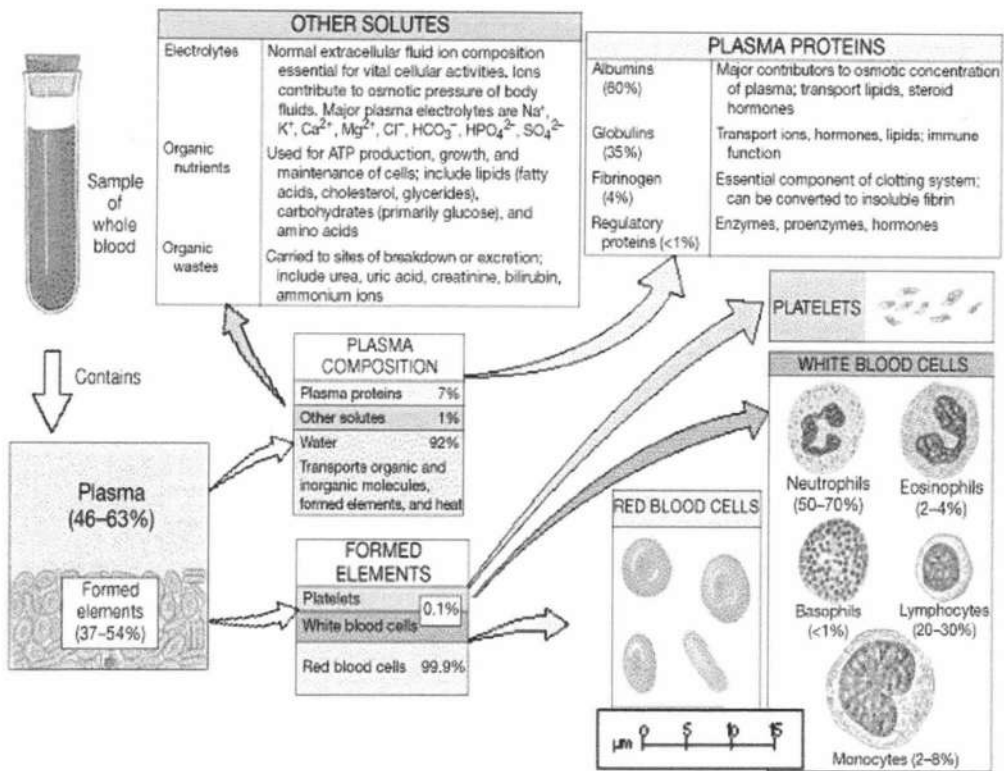 OTHER SOLUTES
Electrolytes
Normal extracellular fluid ion composition
essential for vital cellular activities. Ions
contribute to osmotic pressure of body
fluids. Major plasma electrolytes are Na⁺,
K⁺, Ca²⁺, Mg²⁺, Cl⁻, HCO₃⁻, HPO₄²⁻, SO₄²⁻
Organic
nutrients
Used for ATP production, growth, and
maintenance of cells; include lipids (fatty
acids, cholesterol, glycerides),
carbohydrates (primarily glucose), and
amino acids
Organic
wastes
Carried to sites of breakdown or excretion;
include urea, uric acid, creatinine, bilirubin,
ammonium ions
PLASMA PROTEINS
Albumins
(60%)
Major contributors to osmotic concentration
of plasma; transport lipids, steroid
hormones
Globulins
(35%)
Transport ions, hormones, lipids; immune
function
Fibrinogen
(4%)
Essential component of clotting system;
can be converted to insoluble fibrin
Regulatory
proteins (<1%)
Enzymes, proenzymes, hormones
Sample
of
whole
blood
Contains
Plasma
(46–63%)
Formed
elements
(37–54%)
PLASMA
COMPOSITION
Plasma proteins 7%
Other solutes 1%
Water 92%
Transports organic and
inorganic molecules,
formed elements, and heat
FORMED
ELEMENTS
Platelets
0.1%
White blood cells
Red blood cells 99.9%
PLATELETS
RED BLOOD CELLS
WHITE BLOOD CELLS
Neutrophils
(50–70%)
Eosinophils
(2–4%)
Basophils
(<1%)
Lymphocytes
(20–30%)
Monocytes (2–8%)
µm 0 5 10 15